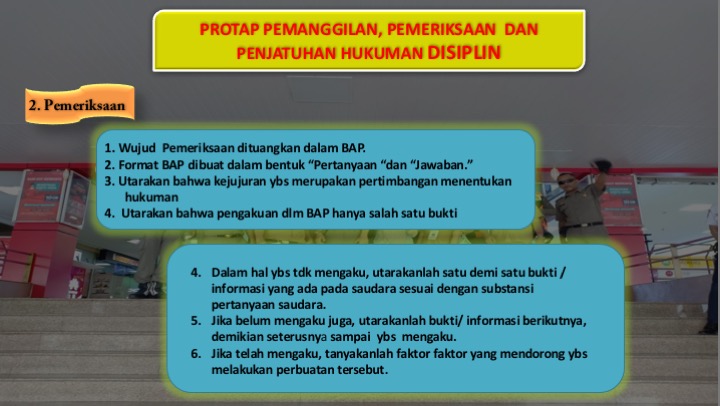 PROTAP PEMANGGILAN, PEMERIKSAAN DAN
PENJATUHAN HUKUMAN DISIPLIN
2. Pemeriksaan
1. Wujud Pemeriksaan dituangkan dalam BAP.
2. Format BAP dibuat dalam bentuk “Pertanyaan “dan “Jawaban.”
3. Utarakan bahwa kejujuran ybs merupakan pertimbangan menentukan
hukuman
4. Utarakan bahwa pengakuan dlm BAP hanya salah satu bukti
4. Dalam hal ybs tdk mengaku, utarakanlah satu demi satu bukti /
informasi yang ada pada saudara sesuai dengan substansi
pertanyaan saudara.
5. Jika belum mengaku juga, utarakanlah bukti/ informasi berikutnya,
demikian seterusnya sampai ybs mengaku.
6. Jika telah mengaku, tanyakanlah faktor faktor yang mendorong ybs
melakukan perbuatan tersebut.